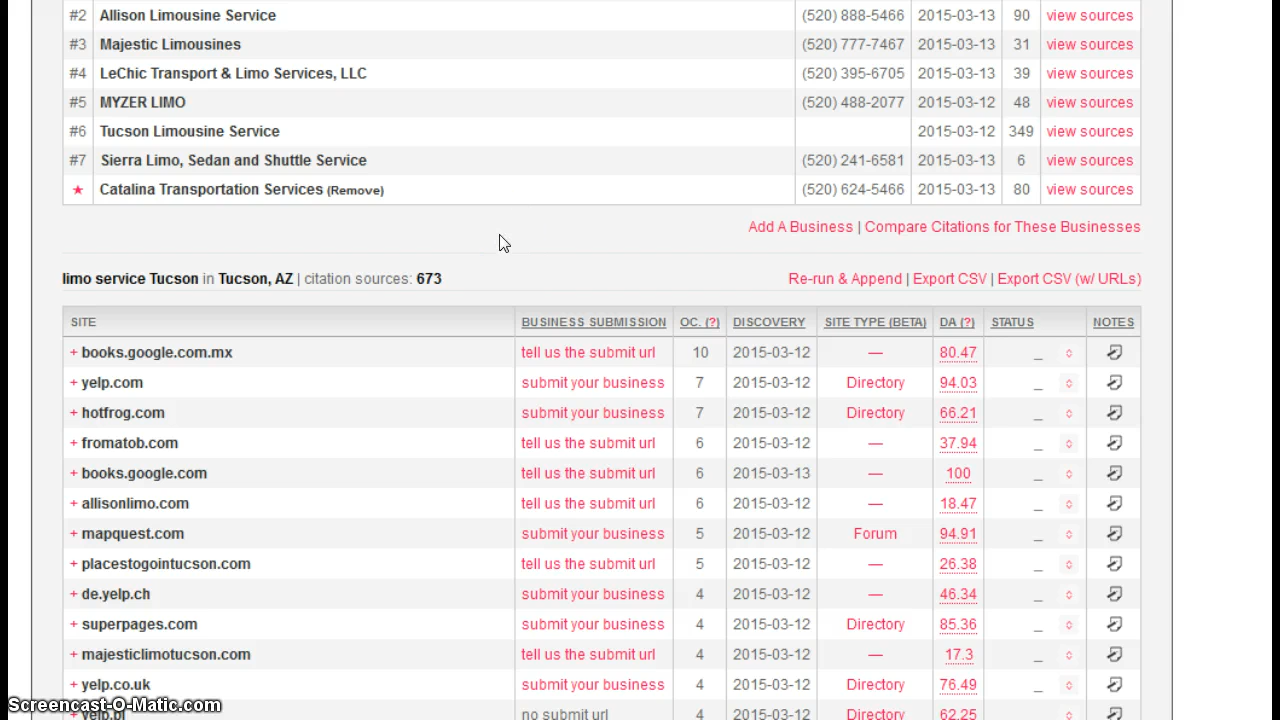 #2 Allison Limousine Service (520) 888-5466 2015-03-13 90 view sources
#3 Majestic Limousines (520) 777-7467 2015-03-13 31 view sources
#4 LeChic Transport & Limo Services, LLC (520) 395-6705 2015-03-13 39 view sources
#5 MYZER LIMO (520) 488-2077 2015-03-12 48 view sources
#6 Tucson Limousine Service 2015-03-12 349 view sources
#7 Sierra Limo, Sedan and Shuttle Service (520) 241-6581 2015-03-13 6 view sources
★ Catalina Transportation Services (Remove) (520) 624-5466 2015-03-13 80 view sources
Add A Business | Compare Citations for These Businesses
limo service Tucson in Tucson, AZ | citation sources: 673 Re-run & Append | Export CSV | Export CSV (w/ URLs)
SITE BUSINESS SUBMISSION OC. (?) DISCOVERY SITE TYPE (BETA) DA (?) STATUS NOTES
+ books.google.com.mx tell us the submit url 10 2015-03-12 — 80.47 _
+ yelp.com submit your business 7 2015-03-12 Directory 94.03 _
+ hotfrog.com submit your business 7 2015-03-12 Directory 66.21 _
+ fromatob.com tell us the submit url 6 2015-03-12 — 37.94 _
+ books.google.com tell us the submit url 6 2015-03-13 — 100 _
+ allisonlimo.com tell us the submit url 6 2015-03-12 — 18.47 _
+ mapquest.com submit your business 5 2015-03-12 Forum 94.91 _
+ placestogointucson.com tell us the submit url 5 2015-03-12 — 26.38 _
+ de.yelp.ch submit your business 4 2015-03-12 — 46.34 _
+ superpages.com submit your business 4 2015-03-12 Directory 85.36 _
+ majesticlimotucson.com tell us the submit url 4 2015-03-12 — 17.3 _
+ yelp.co.uk submit your business 4 2015-03-12 Directory 76.49 _
no submit url 4 2015-03-12 Directory 62.25
Screencast-O-Matic.com